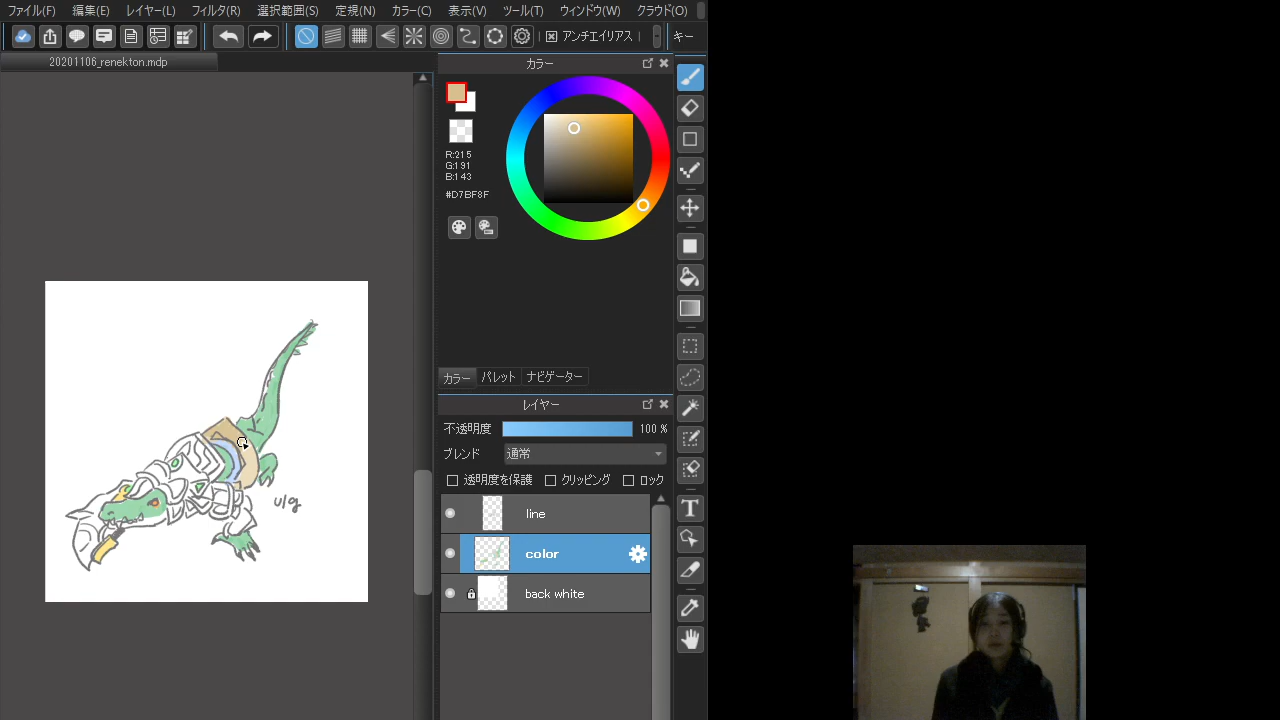 ファイル(F) 編集(E) レイヤー(L) フィルタ(R) 選択範囲(S) 定規(N) カラー(C) 表示(V) ツール(T) ウィンドウ(W) クラウド(O)
アンチエイリアス キー
20201106_renekton.mdp
カラー
R:215
G:191
B:143
#D7BF8F
カラー パレット ナビゲーター
レイヤー
不透明度 100 %
ブレンド 通常
透明度を保護 クリッピング ロック
line
color
back white
T